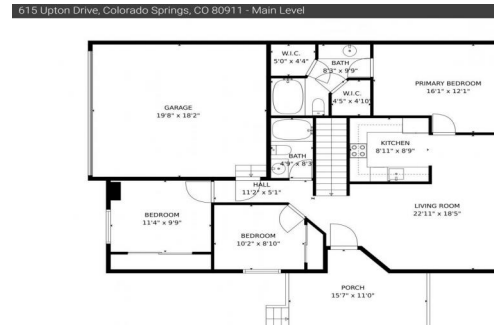 615 Upton Drive, Colorado Springs, CO 80911 - Main Level
W.I.C.
5'0" x 4'4"
BATH
8'3" x 9'9"
PRIMARY BEDROOM
16'1" x 12'1"
W.I.C.
4'5" x 4'10"
GARAGE
19'8" x 18'2"
KITCHEN
8'11" x 8'9"
BATH
4'9" x 8'3"
HALL
11'2" x 5'1"
LIVING ROOM
22'11" x 18'5"
BEDROOM
11'4" x 9'9"
BEDROOM
10'2" x 8'10"
PORCH
15'7" x 11'0"